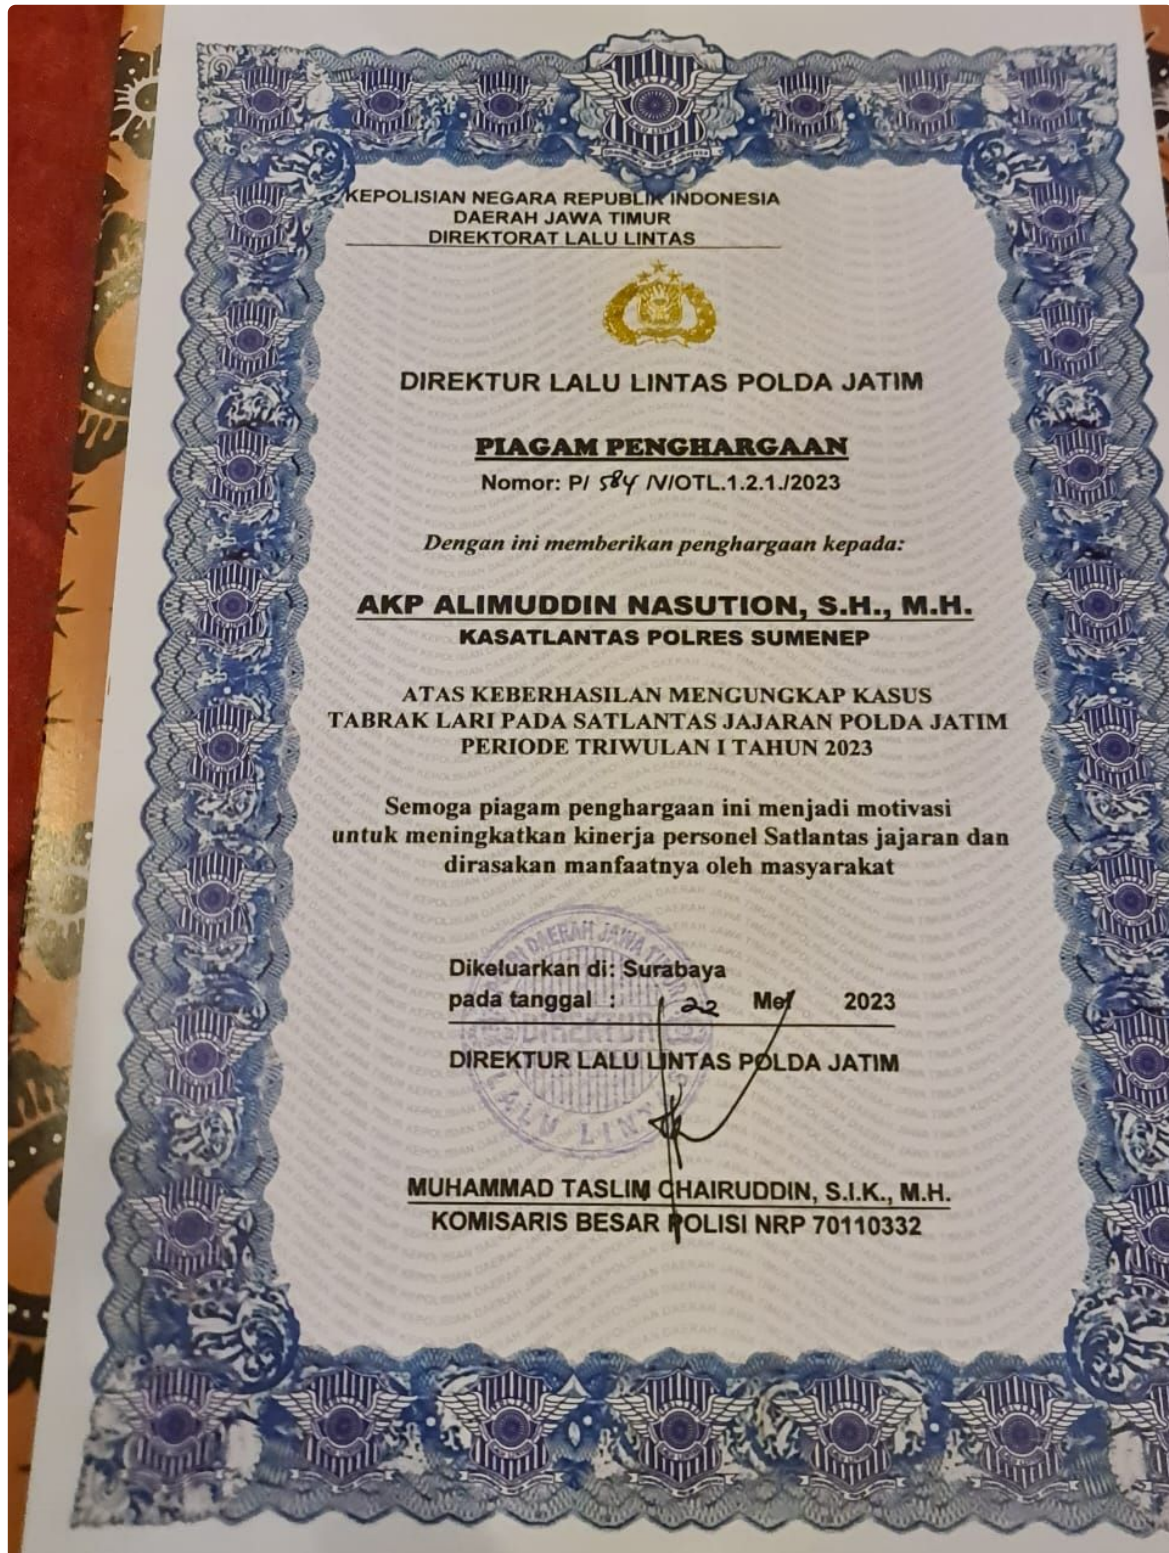 KEPOLISIAN NEGARA REPUBLIK INDONESIA
DAERAH JAWA TIMUR
DIREKTORAT LALU LINTAS
DIREKTUR LALU LINTAS POLDA JATIM
PIAGAM PENGHARGAAN
Nomor: P/ 584 /V/OTL.1.2.1./2023
Dengan ini memberikan penghargaan kepada:
AKP ALIMUDDIN NASUTION, S.H., M.H.
KASATLANTAS POLRES SUMENEP
ATAS KEBERHASILAN MENGUNGKAP KASUS
TABRAK LARI PADA SATLANTAS JAJARAN POLDA JATIM
PERIODE TRIWULAN I TAHUN 2023
Semoga piagam penghargaan ini menjadi motivasi
untuk meningkatkan kinerja personel Satlantas jajaran dan
dirasakan manfaatnya oleh masyarakat
Dikeluarkan di: Surabaya
pada tanggal : 22 Mei 2023
DIREKTUR LALU LINTAS POLDA JATIM
MUHAMMAD TASLIM CHAIRUDDIN, S.I.K., M.H.
KOMISARIS BESAR POLISI NRP 70110332
DAERAH JAWA
DIREKTUR
LALU